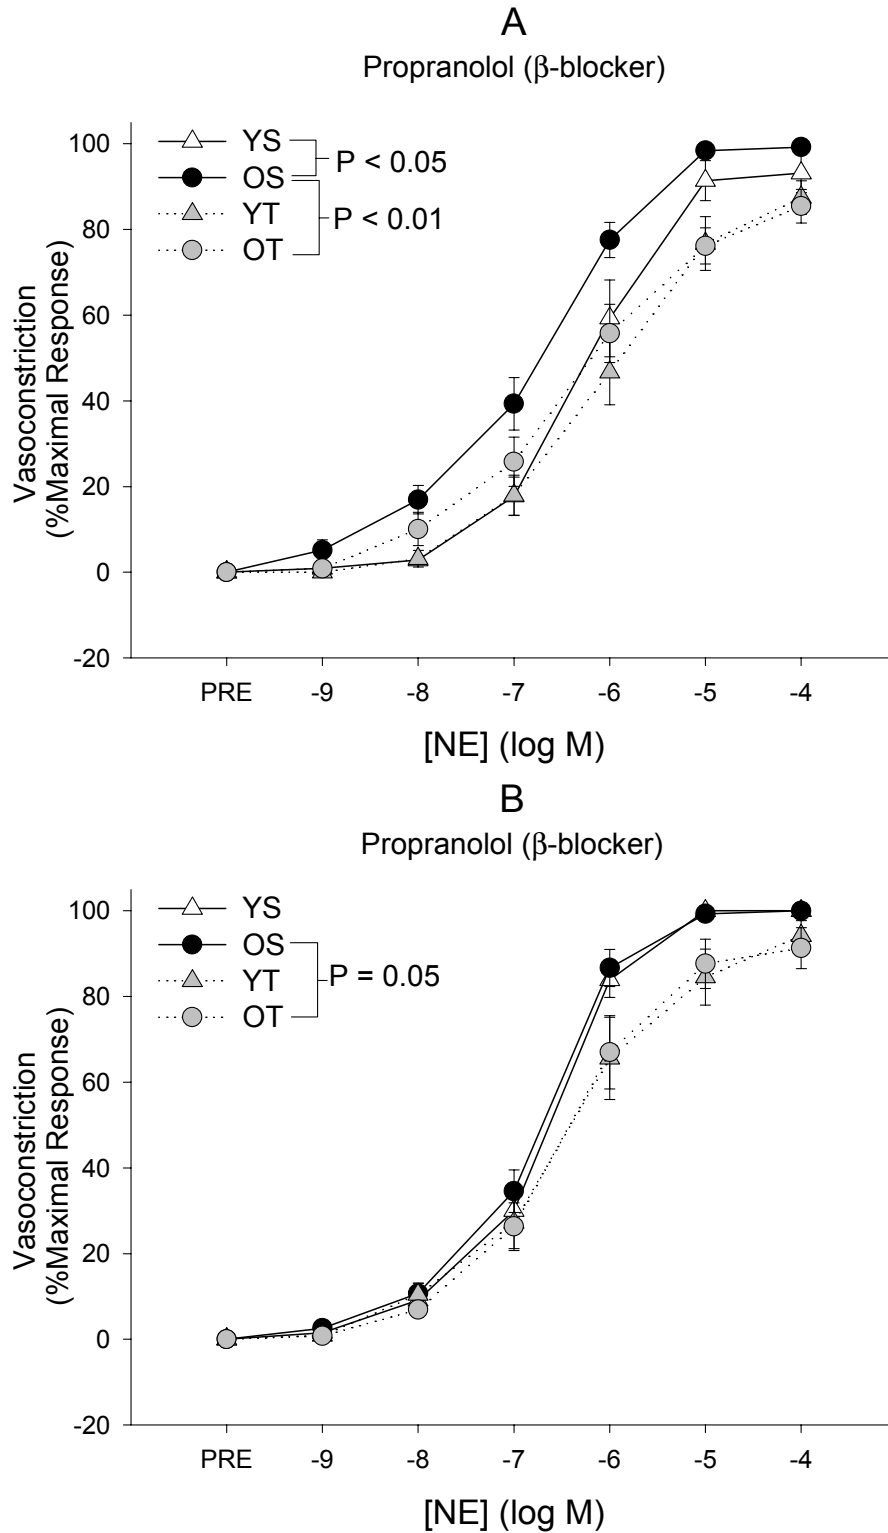 A
Propranolol (β-blocker)
YS
OS
YT
OT
P < 0.05
P < 0.01
Vasoconstriction
(%Maximal Response)
100
80
60
40
20
0
-20
PRE -9 -8 -7 -6 -5 -4
[NE] (log M)
B
Propranolol (β-blocker)
YS
OS
YT
OT
P = 0.05
Vasoconstriction
(%Maximal Response)
100
80
60
40
20
0
-20
PRE -9 -8 -7 -6 -5 -4
[NE] (log M)